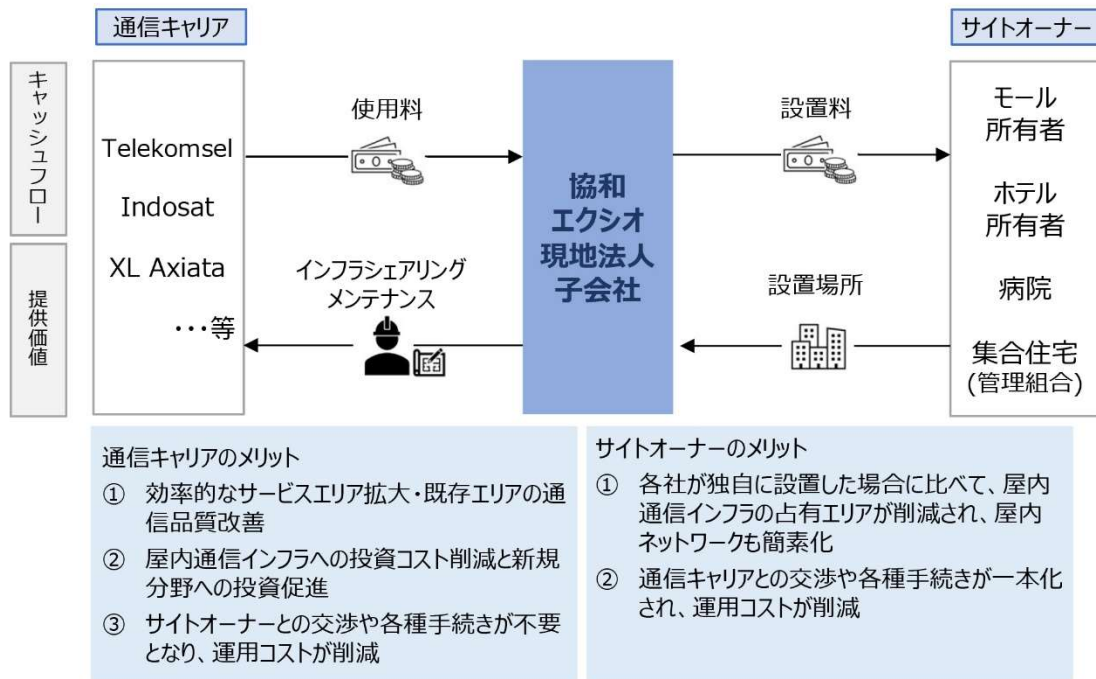 通信キャリア
サイトオーナー
キャッシュフロー
提供価値
Telekomsel
Indosat
XL Axiata
・・・等
使用料
インフラシェアリング
メンテナンス
協和
エクシオ
現地法人
子会社
設置料
設置場所
モール
所有者
ホテル
所有者
病院
集合住宅
(管理組合)
通信キャリアのメリット
① 効率的なサービスエリア拡大・既存エリアの通
信品質改善
② 屋内通信インフラへの投資コスト削減と新規
分野への投資促進
③ サイトオーナーとの交渉や各種手続きが不要
となり、運用コストが削減
サイトオーナーのメリット
① 各社が独自に設置した場合に比べて、屋内
通信インフラの占有エリアが削減され、屋内
ネットワークも簡素化
② 通信キャリアとの交渉や各種手続きが一本化
され、運用コストが削減